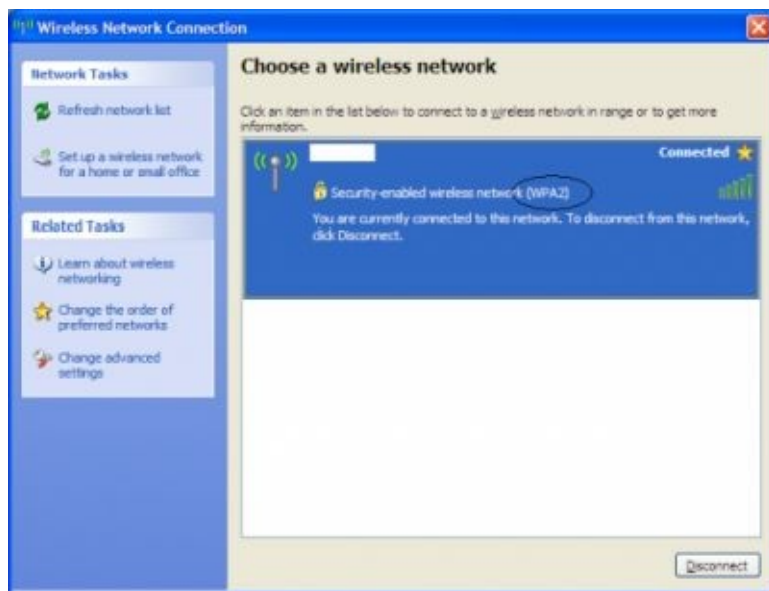 Wireless Network Connection
Network Tasks
Refresh network list
Set up a wireless network
for a home or small office
Related Tasks
Learn about wireless
networking
Change the order of
preferred networks
Change advanced
settings
Choose a wireless network
Click an item in the list below to connect to a wireless network in range or to get more
information.
Connected
Security-enabled wireless network (WPA2)
You are currently connected to this network. To disconnect from this network,
click Disconnect.
Disconnect